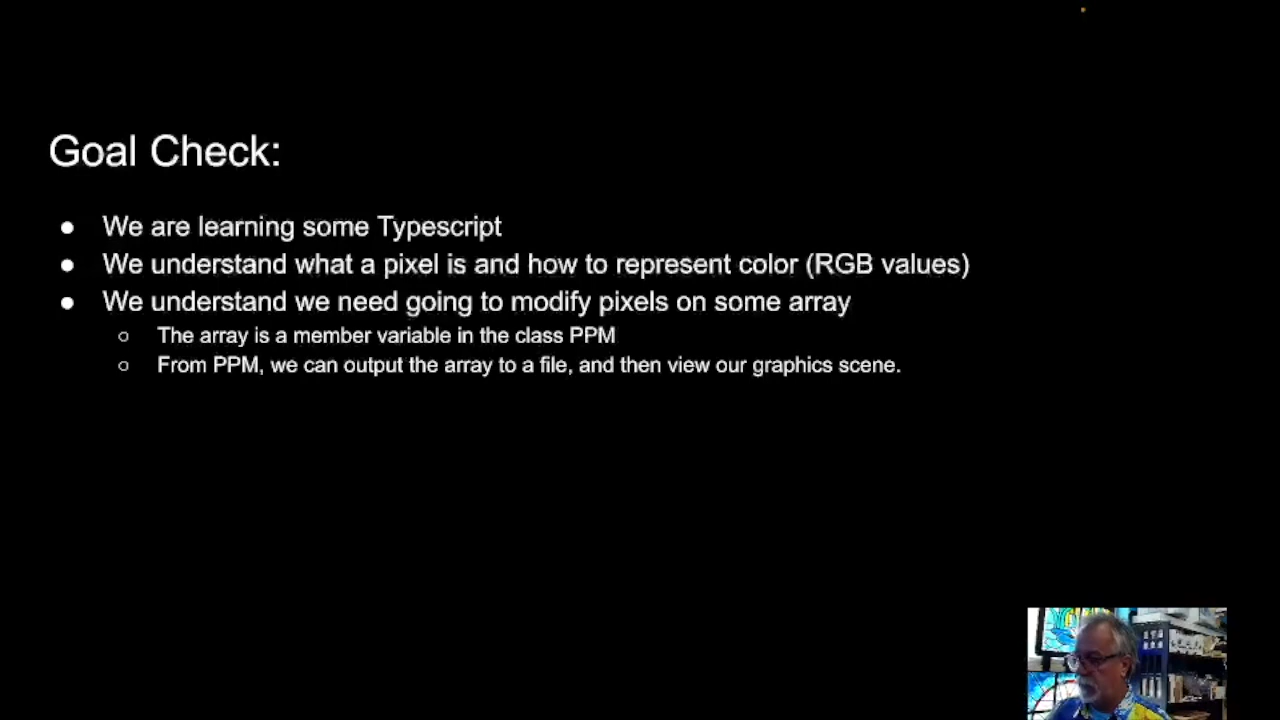 Goal Check:
● We are learning some Typescript
● We understand what a pixel is and how to represent color (RGB values)
● We understand we need going to modify pixels on some array
○ The array is a member variable in the class PPM
○ From PPM, we can output the array to a file, and then view our graphics scene.